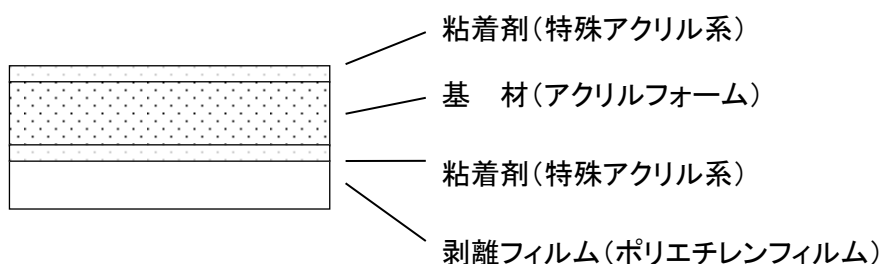 粘着剤(特殊アクリル系)
基　材(アクリルフォーム)
粘着剤(特殊アクリル系)
剥離フィルム(ポリエチレンフィルム)